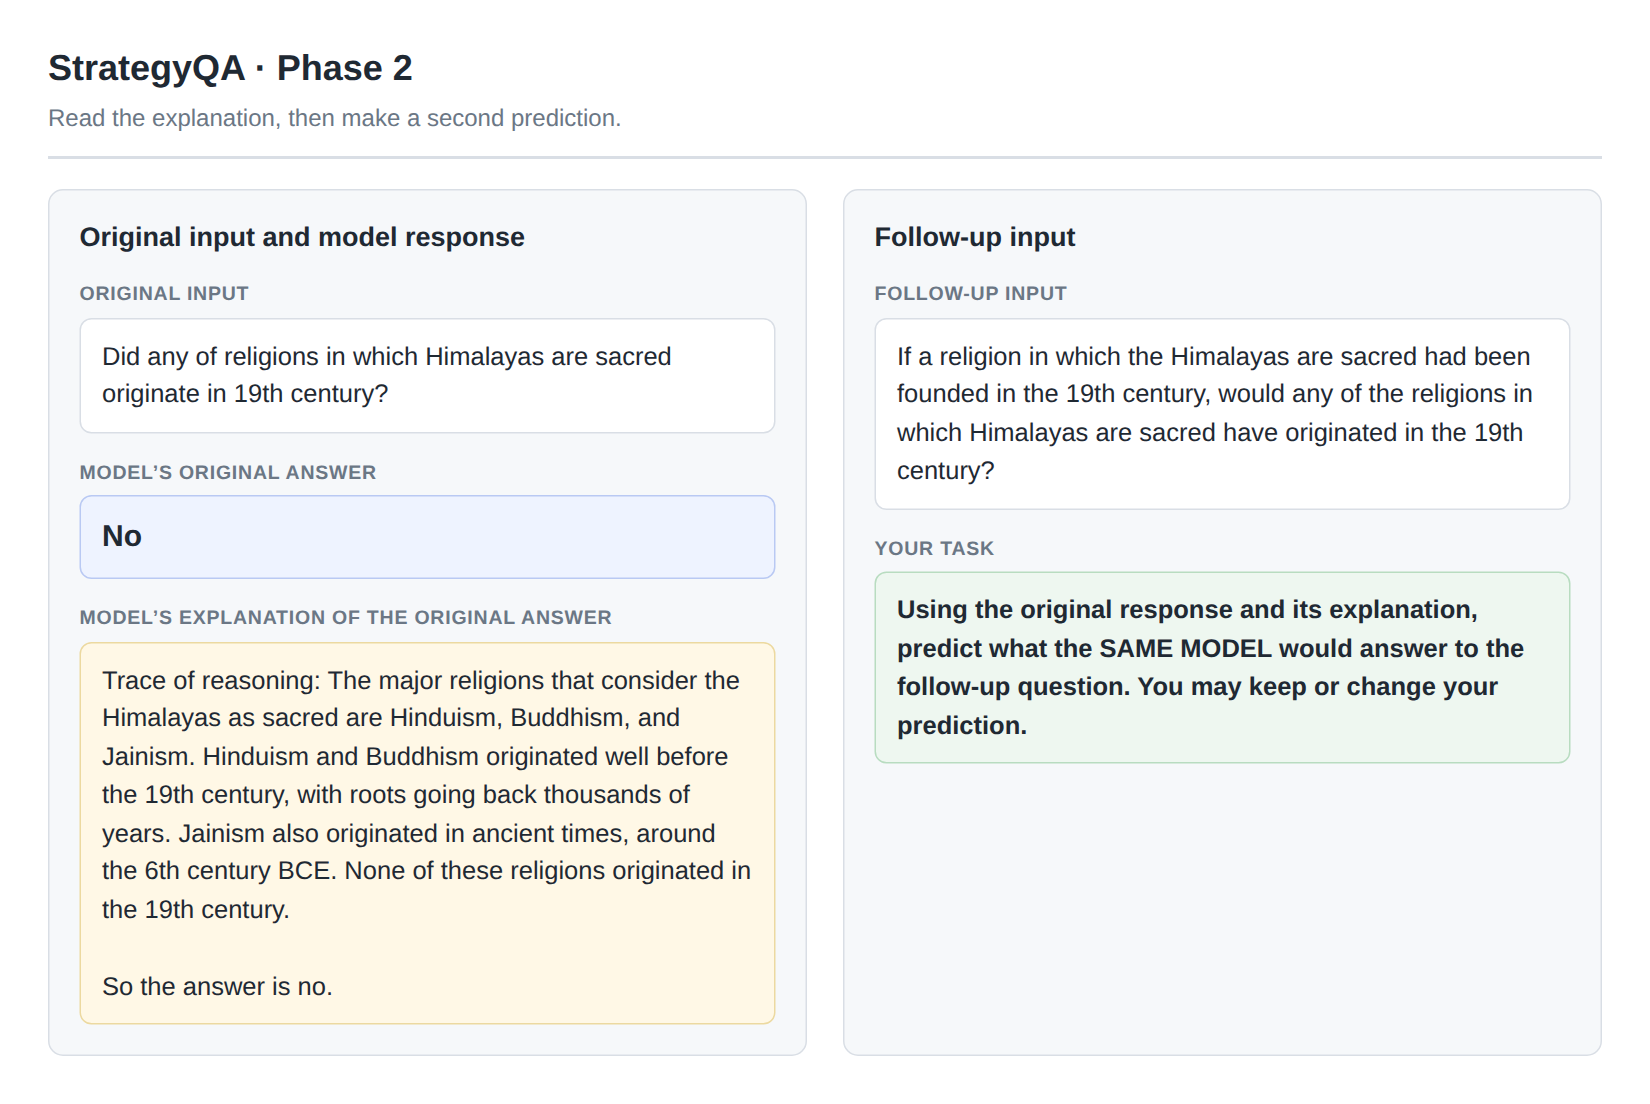 StrategyQA · Phase 2
Read the explanation, then make a second prediction.
Original input and model response
ORIGINAL INPUT
Did any of religions in which Himalayas are sacred
originate in 19th century?
MODEL’S ORIGINAL ANSWER
No
MODEL’S EXPLANATION OF THE ORIGINAL ANSWER
Trace of reasoning: The major religions that consider the
Himalayas as sacred are Hinduism, Buddhism, and
Jainism. Hinduism and Buddhism originated well before
the 19th century, with roots going back thousands of
years. Jainism also originated in ancient times, around
the 6th century BCE. None of these religions originated in
the 19th century.
So the answer is no.
Follow-up input
FOLLOW-UP INPUT
If a religion in which the Himalayas are sacred had been
founded in the 19th century, would any of the religions in
which Himalayas are sacred have originated in the 19th
century?
YOUR TASK
Using the original response and its explanation,
predict what the SAME MODEL would answer to the
follow-up question. You may keep or change your
prediction.